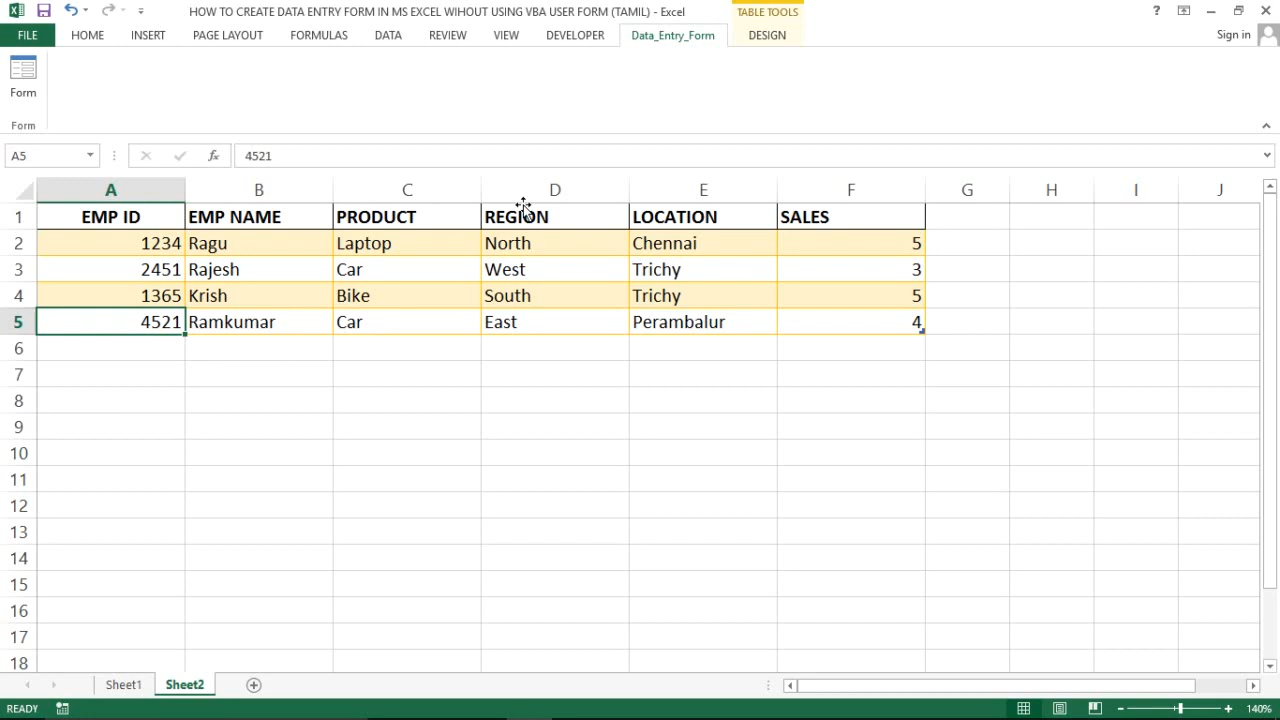 HOW TO CREATE DATA ENTRY FORM IN MS EXCEL WIHOUT USING VBA USER FORM (TAMIL) - Excel
TABLE TOOLS
?
FILE HOME INSERT PAGE LAYOUT FORMULAS DATA REVIEW VIEW DEVELOPER Data_Entry_Form DESIGN Sign in
Form
Form
A5 fx 4521
A B C D E F G H I J
1 EMP ID EMP NAME PRODUCT REGION LOCATION SALES
2 1234 Ragu Laptop North Chennai 5
3 2451 Rajesh Car West Trichy 3
4 1365 Krish Bike South Trichy 5
5 4521 Ramkumar Car East Perambalur 4
6
7
8
9
10
11
12
13
14
15
16
17
18
Sheet1 Sheet2
READY 140%